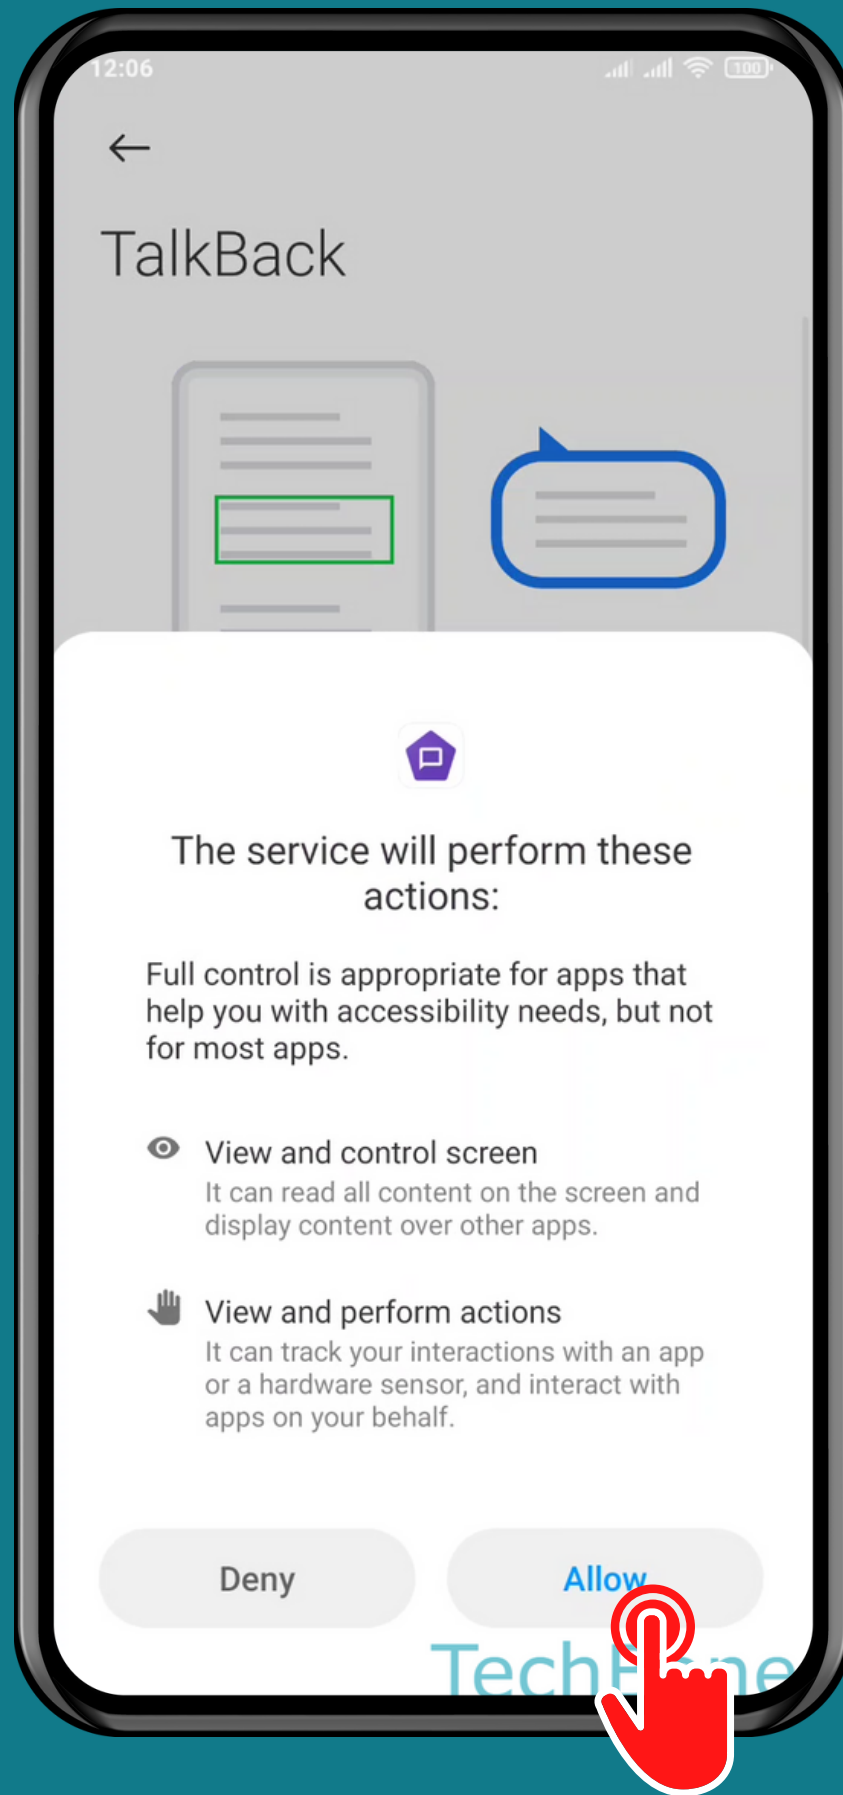 12:06
100
TalkBack
The service will perform these
actions:
Full control is appropriate for apps that
help you with accessibility needs, but not
for most apps.
View and control screen
It can read all content on the screen and
display content over other apps.
View and perform actions
It can track your interactions with an app
or a hardware sensor, and interact with
apps on your behalf.
Deny
Allow